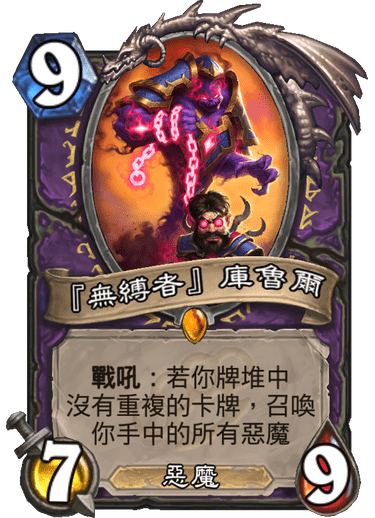 9
『無縛者』庫魯爾
戰吼：若你牌堆中
沒有重複的卡牌，召喚
你手中的所有惡魔
7
惡魔
9